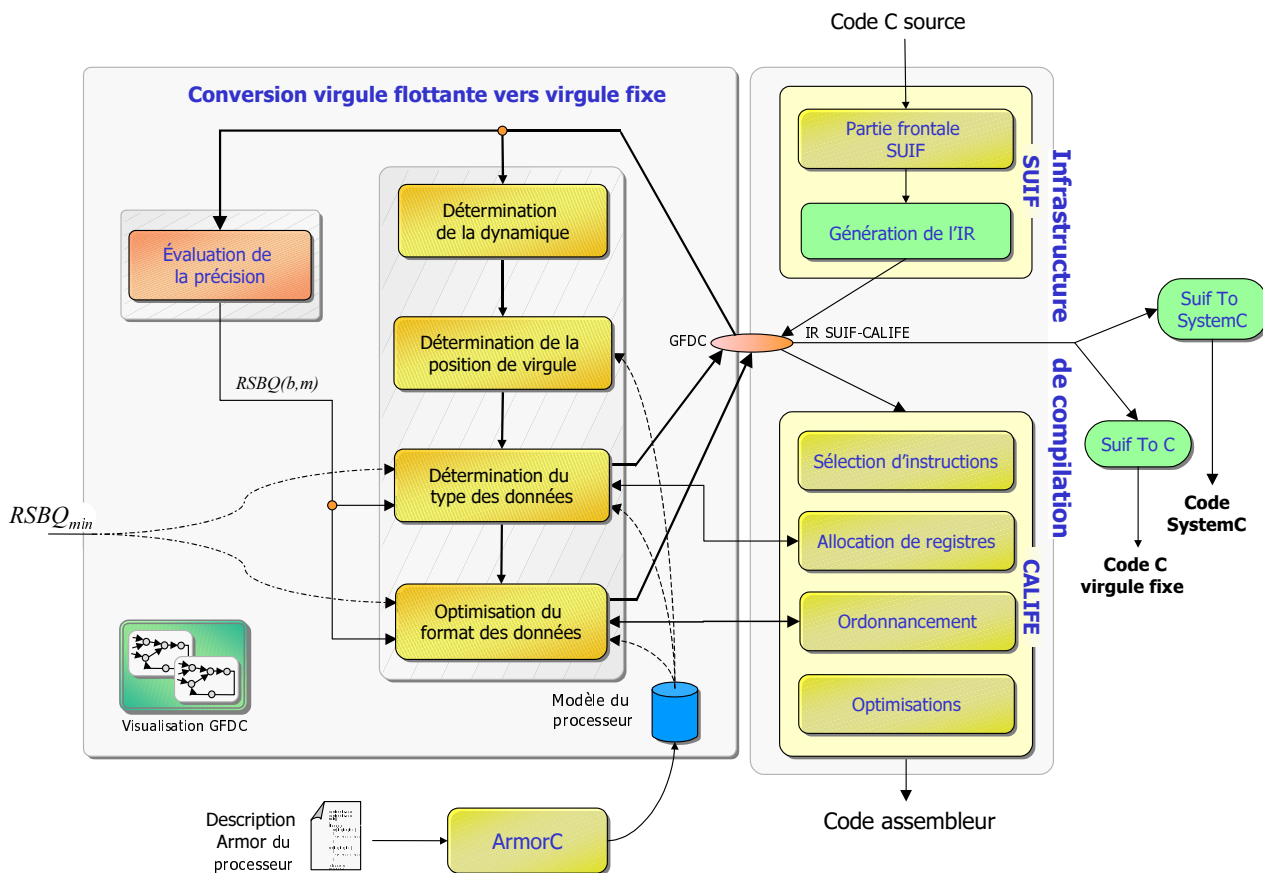 Code C source
Conversion virgule flottante vers virgule fixe
Partie frontale
SUIF
SUIF
Génération de l'IR
Infrastructure de compilation
Détermination
de la dynamique
Évaluation de
la précision
Détermination de la
position de virgule
GFDC
IR SUIF-CALIFE
Suif To
SystemC
RSBQ(b,m)
Suif To C
Détermination du
type des données
Sélection d'instructions
RSBQmin
Code
SystemC
Allocation de registres
Code C
virgule fixe
CALIFE
Optimisation du
format des données
Ordonnancement
Visualisation GFDC
Modèle du
processeur
Optimisations
Description
Armor du
processeur
ArmorC
Code assembleur